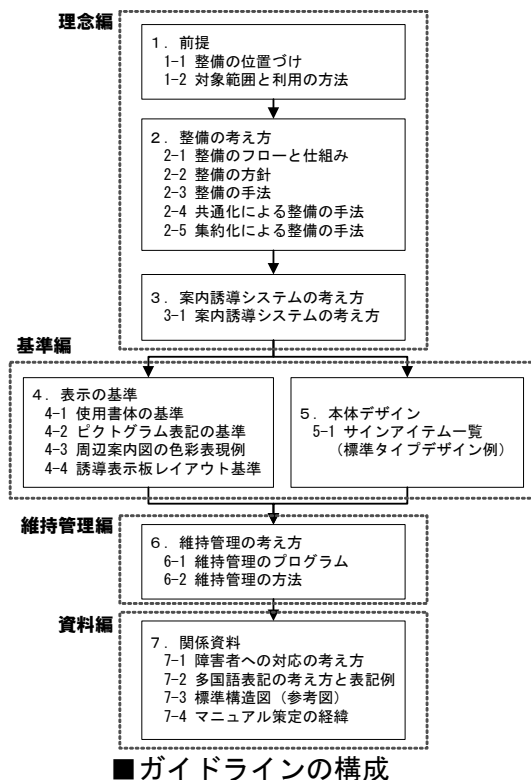 理念編
１．前提
1-1 整備の位置づけ
1-2 対象範囲と利用の方法
２．整備の考え方
2-1 整備のフローと仕組み
2-2 整備の方針
2-3 整備の手法
2-4 共通化による整備の手法
2-5 集約化による整備の手法
３．案内誘導システムの考え方
3-1 案内誘導システムの考え方
基準編
４．表示の基準
4-1 使用書体の基準
4-2 ピクトグラム表記の基準
4-3 周辺案内図の色彩表現例
4-4 誘導表示板レイアウト基準
５．本体デザイン
5-1 サインアイテム一覧
（標準タイプデザイン例）
維持管理編
６．維持管理の考え方
6-1 維持管理のプログラム
6-2 維持管理の方法
資料編
７．関係資料
7-1 障害者への対応の考え方
7-2 多国語表記の考え方と表記例
7-3 標準構造図（参考図）
7-4 マニュアル策定の経緯
■ガイドラインの構成